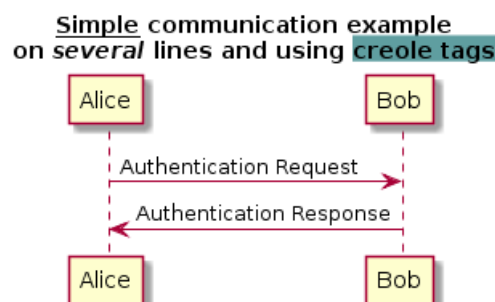 Simple communication example
on several lines and using creole tags
Alice Bob
Authentication Request
Authentication Response
Alice Bob